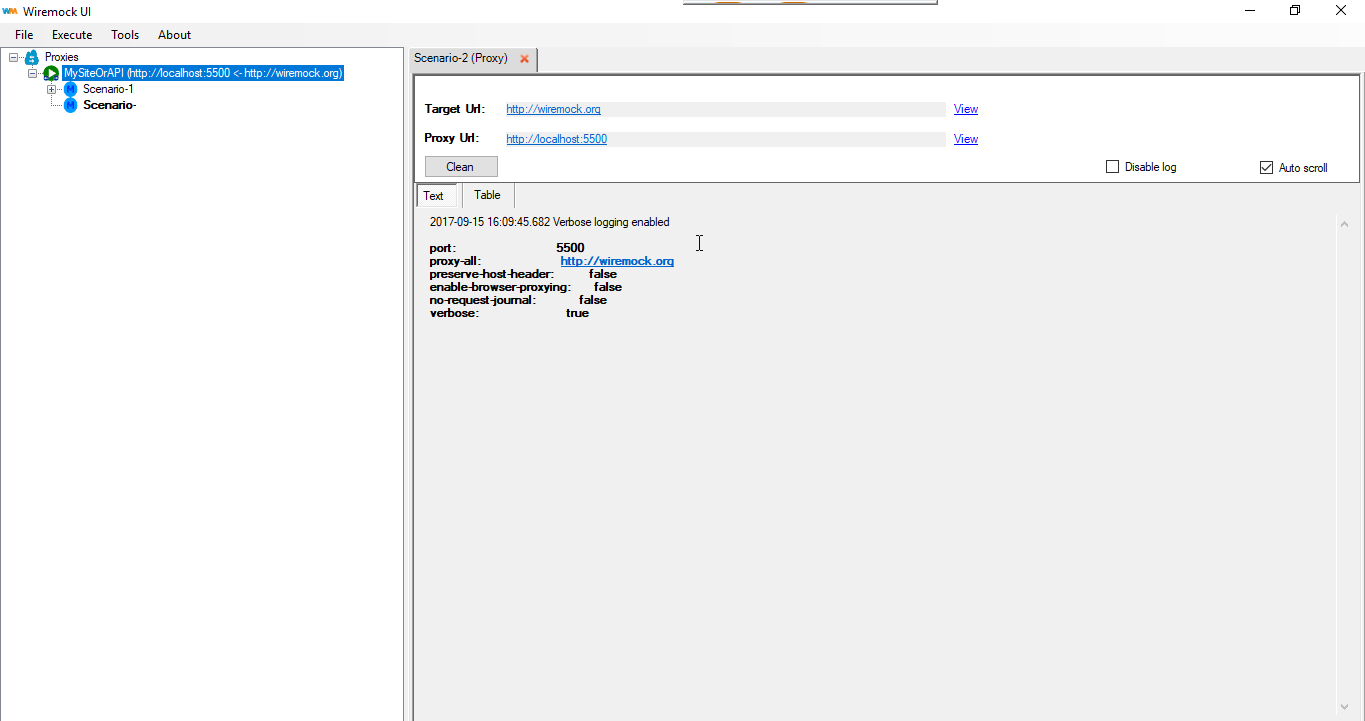 WM Wiremock UI
File Execute Tools About
Proxies
MySiteOrAPI (http://localhost:5500 <- http://wiremock.org)
M Scenario-1
M Scenario-
Scenario-2 (Proxy)
Target Url: http://wiremock.org View
Proxy Url: http://localhost:5500 View
Clean Disable log Auto scroll
Text Table
2017-09-15 16:09:45.682 Verbose logging enabled
port: 5500
proxy-all: http://wiremock.org
preserve-host-header: false
enable-browser-proxying: false
no-request-journal: false
verbose: true